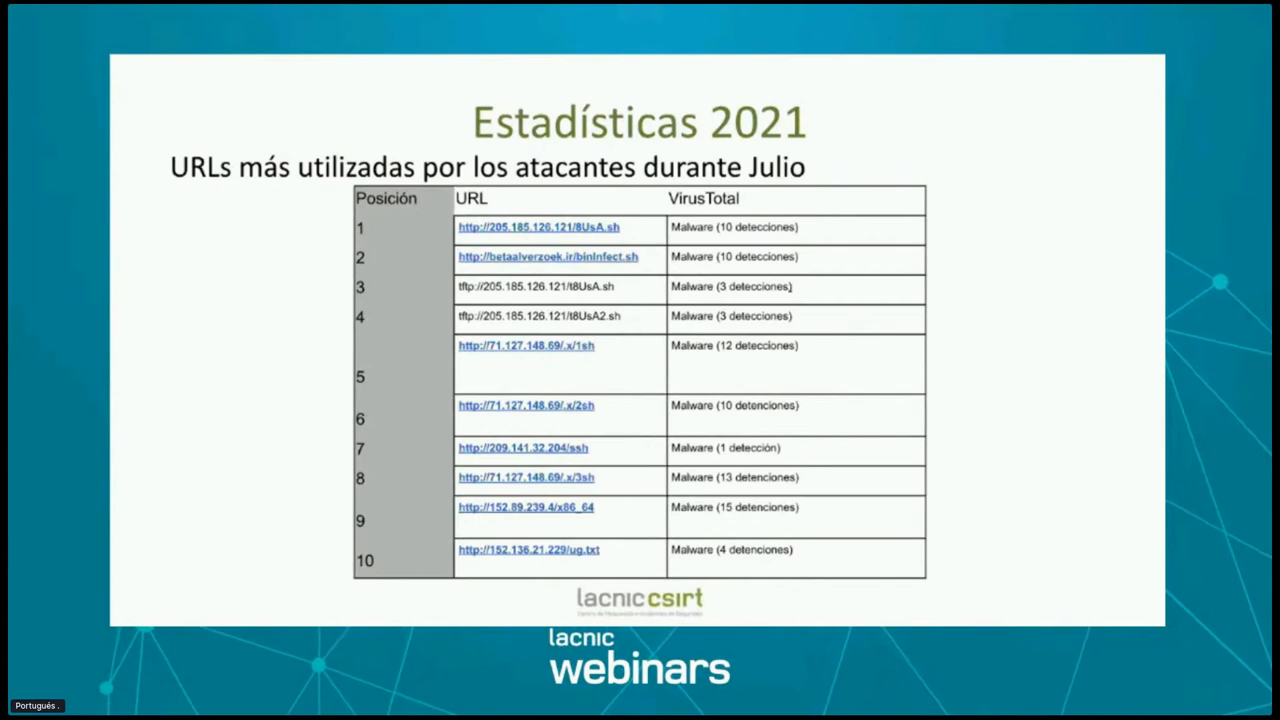 Estadísticas 2021
URLs más utilizadas por los atacantes durante Julio
Posición URL VirusTotal
1 http://205.185.126.121/8UsA.sh Malware (10 detecciones)
2 http://betaalverzoek.ir/binInfect.sh Malware (10 detecciones)
3 tftp://205.185.126.121/t8UsA.sh Malware (3 detecciones)
4 tftp://205.185.126.121/t8UsA2.sh Malware (3 detecciones)
5 http://71.127.148.69/.x/1sh Malware (12 detecciones)
6 http://71.127.148.69/.x/2sh Malware (10 detenciones)
7 http://209.141.32.204/ssh Malware (1 detección)
8 http://71.127.148.69/.x/3sh Malware (13 detenciones)
9 http://152.89.239.4/x86_64 Malware (15 detenciones)
10 http://152.136.21.229/ug.txt Malware (4 detenciones)
lacniccsirt
lacnic
webinars
Portugués .